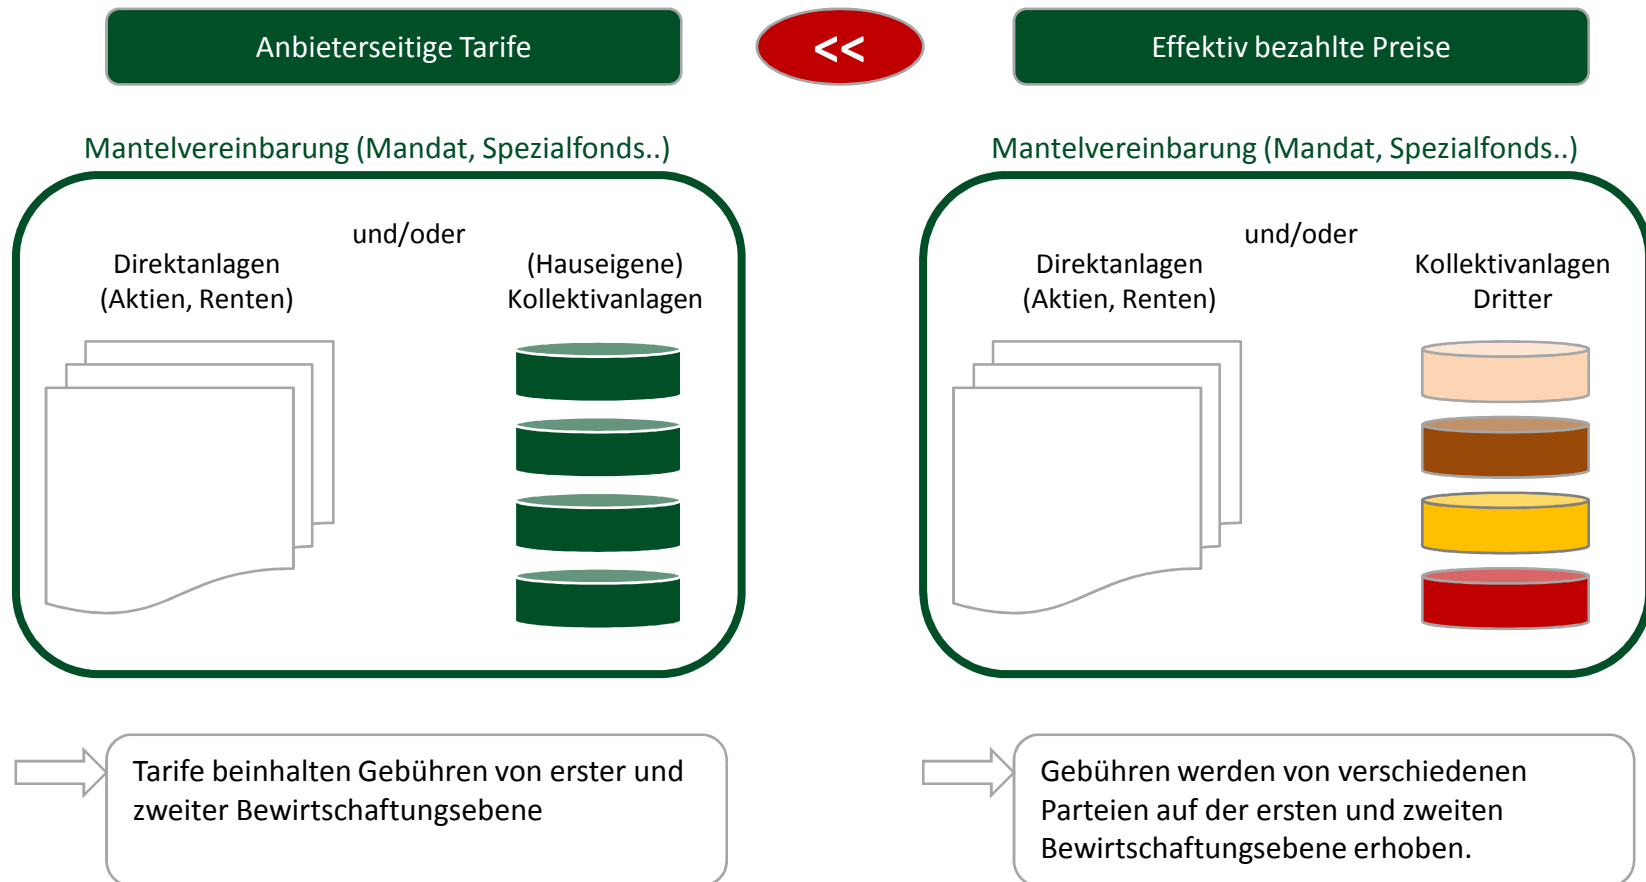 Anbieterseitige Tarife
<<
Effektiv bezahlte Preise
Mantelvereinbarung (Mandat, Spezialfonds..)
und/oder
Direktanlagen
(Aktien, Renten)
(Hauseigene)
Kollektivanlagen
Tarife beinhalten Gebühren von erster und
zweiter Bewirtschaftungsebene
Mantelvereinbarung (Mandat, Spezialfonds..)
und/oder
Direktanlagen
(Aktien, Renten)
Kollektivanlagen
Dritter
Gebühren werden von verschiedenen
Parteien auf der ersten und zweiten
Bewirtschaftungsebene erhoben.